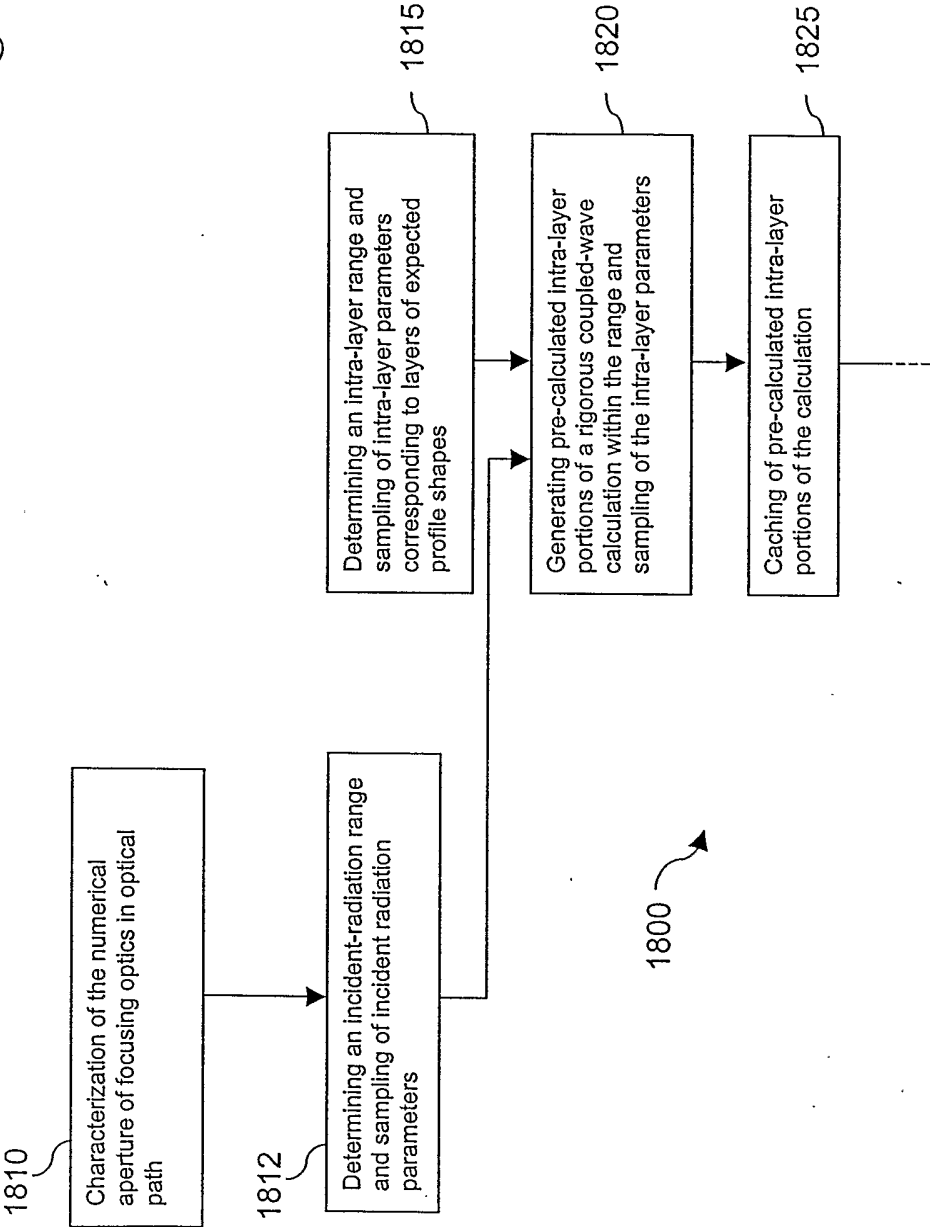 1810
Characterization of the numerical
aperture of focusing optics in optical
path
1812
Determining an incident-radiation range
and sampling of incident radiation
parameters
Determining an intra-layer range and
sampling of intra-layer parameters
corresponding to layers of expected
profile shapes
1815
Generating pre-calculated intra-layer
portions of a rigorous coupled-wave
calculation within the range and
sampling of the intra-layer parameters
1820
Caching of pre-calculated intra-layer
portions of the calculation
1825
1800